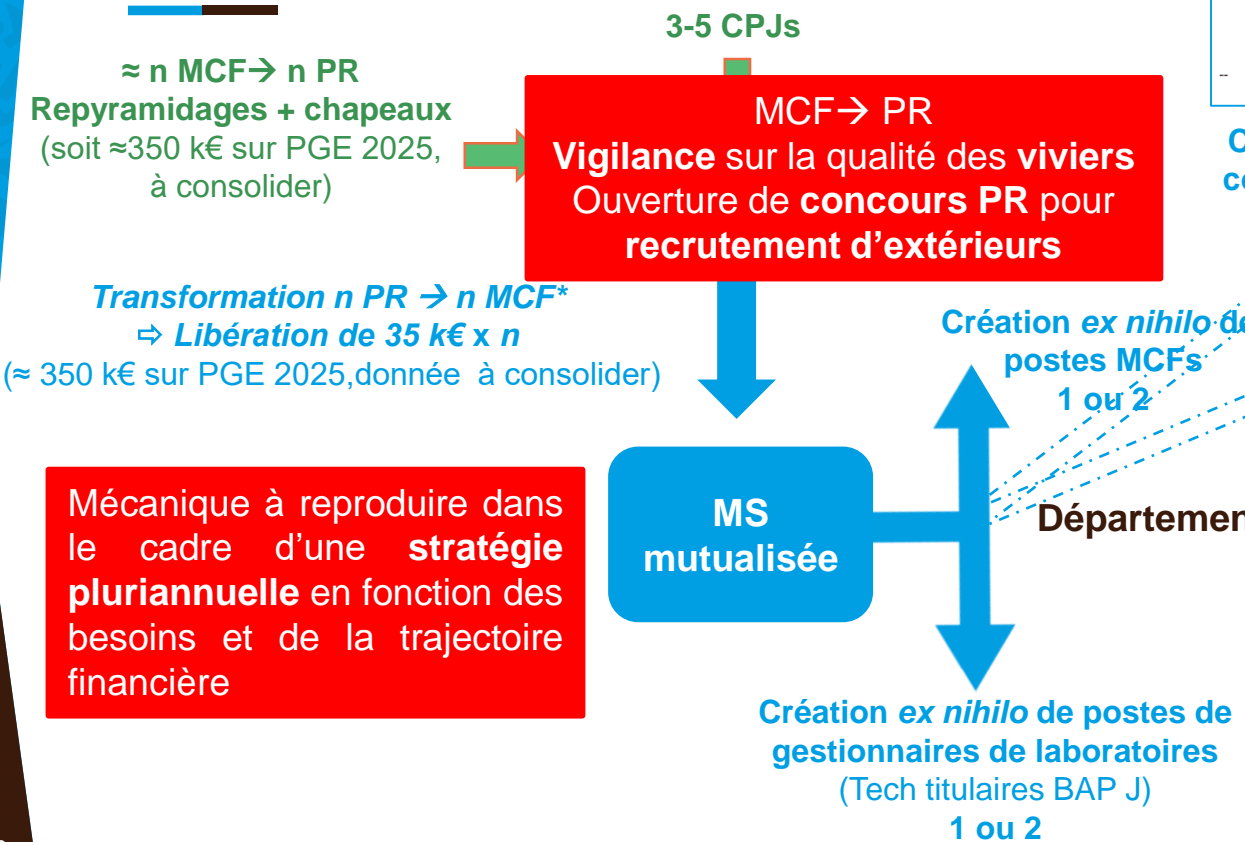 3-5 CPJs
≈ n MCF→ n PR
Repyramidages + chapeaux
(soit ≈350 k€ sur PGE 2025,
à consolider)
MCF→ PR
Vigilance sur la qualité des viviers
Ouverture de concours PR pour
recrutement d’extérieurs
Transformation n PR → n MCF*
⇨ Libération de 35 k€ x n
(≈ 350 k€ sur PGE 2025,donnée à consolider)
Création ex nihilo de
postes MCFs
1 ou 2
Mécanique à reproduire dans
le cadre d’une stratégie
pluriannuelle en fonction des
besoins et de la trajectoire
financière
MS
mutualisée
Départemen
Création ex nihilo de postes de
gestionnaires de laboratoires
(Tech titulaires BAP J)
1 ou 2